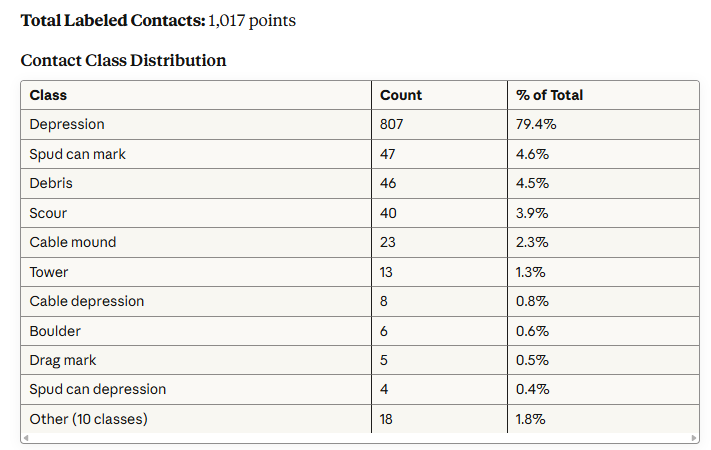 Total Labeled Contacts: 1,017 points
Contact Class Distribution
Class Count % of Total
Depression 807 79.4%
Spud can mark 47 4.6%
Debris 46 4.5%
Scour 40 3.9%
Cable mound 23 2.3%
Tower 13 1.3%
Cable depression 8 0.8%
Boulder 6 0.6%
Drag mark 5 0.5%
Spud can depression 4 0.4%
Other (10 classes) 18 1.8%